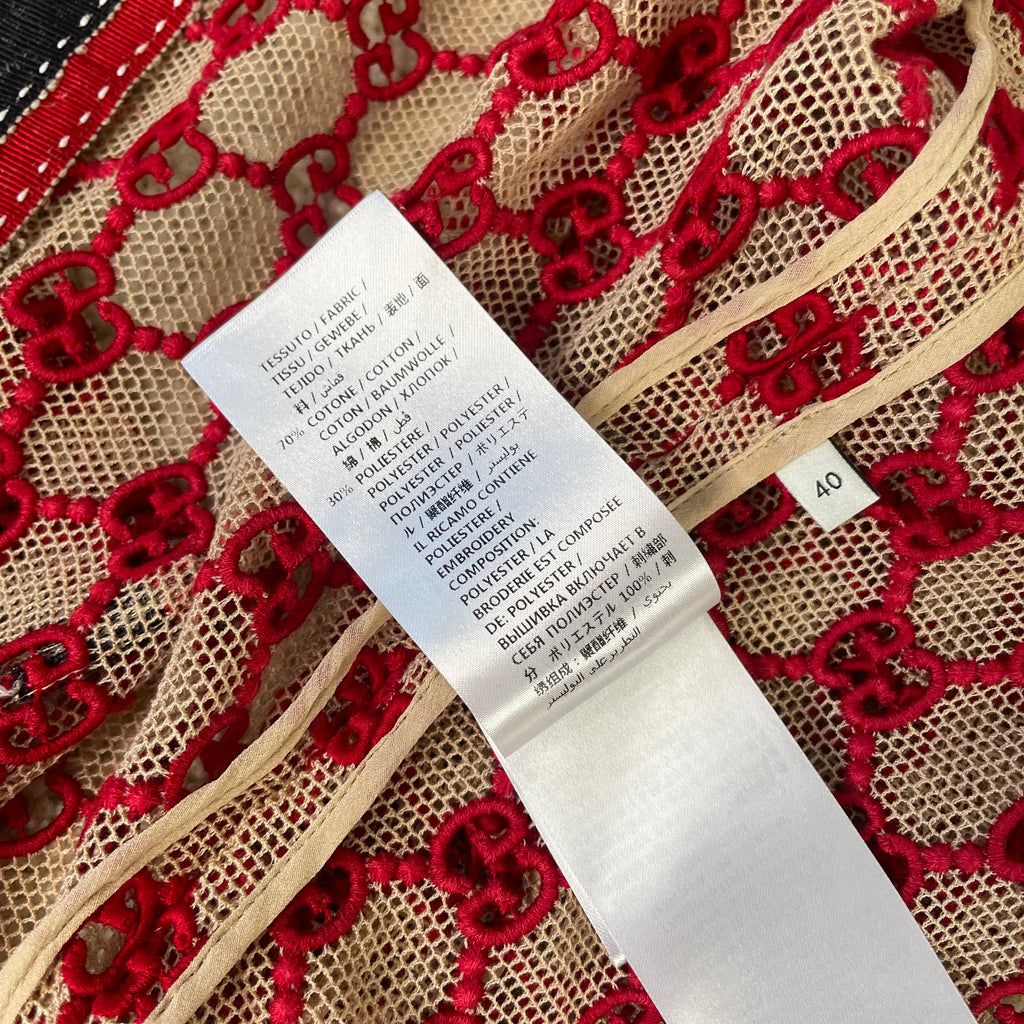 TESSUTO / FABRIC /
TISSU / GEWEBE /
TEJIDO / ТКАНЬ / 表地 / 面
料 / قماش /
70% COTONE / COTTON /
COTON / BAUMWOLLE /
ALGODON / ХЛОПОК /
綿 / 棉 / قطن /
30% POLIESTERE /
POLYESTER / POLYESTER /
POLYESTER / POLIESTER /
ПОЛИЭСТЕР / ポリエステ
ル / 聚酯纤维 / بوليستر
IL RICAMO CONTIENE
POLIESTERE /
EMBROIDERY
COMPOSITION:
POLYESTER / LA
BRODERIE EST COMPOSEE
DE: POLYESTER /
ВЫШИВКА ВКЛЮЧАЕТ В
СЕБЯ ПОЛИЭСТЕР / 刺繍部
分 ポリエステル 100% / 刺
绣组成：聚酯纤维 / يحتوي
التطريز على البوليستر
40